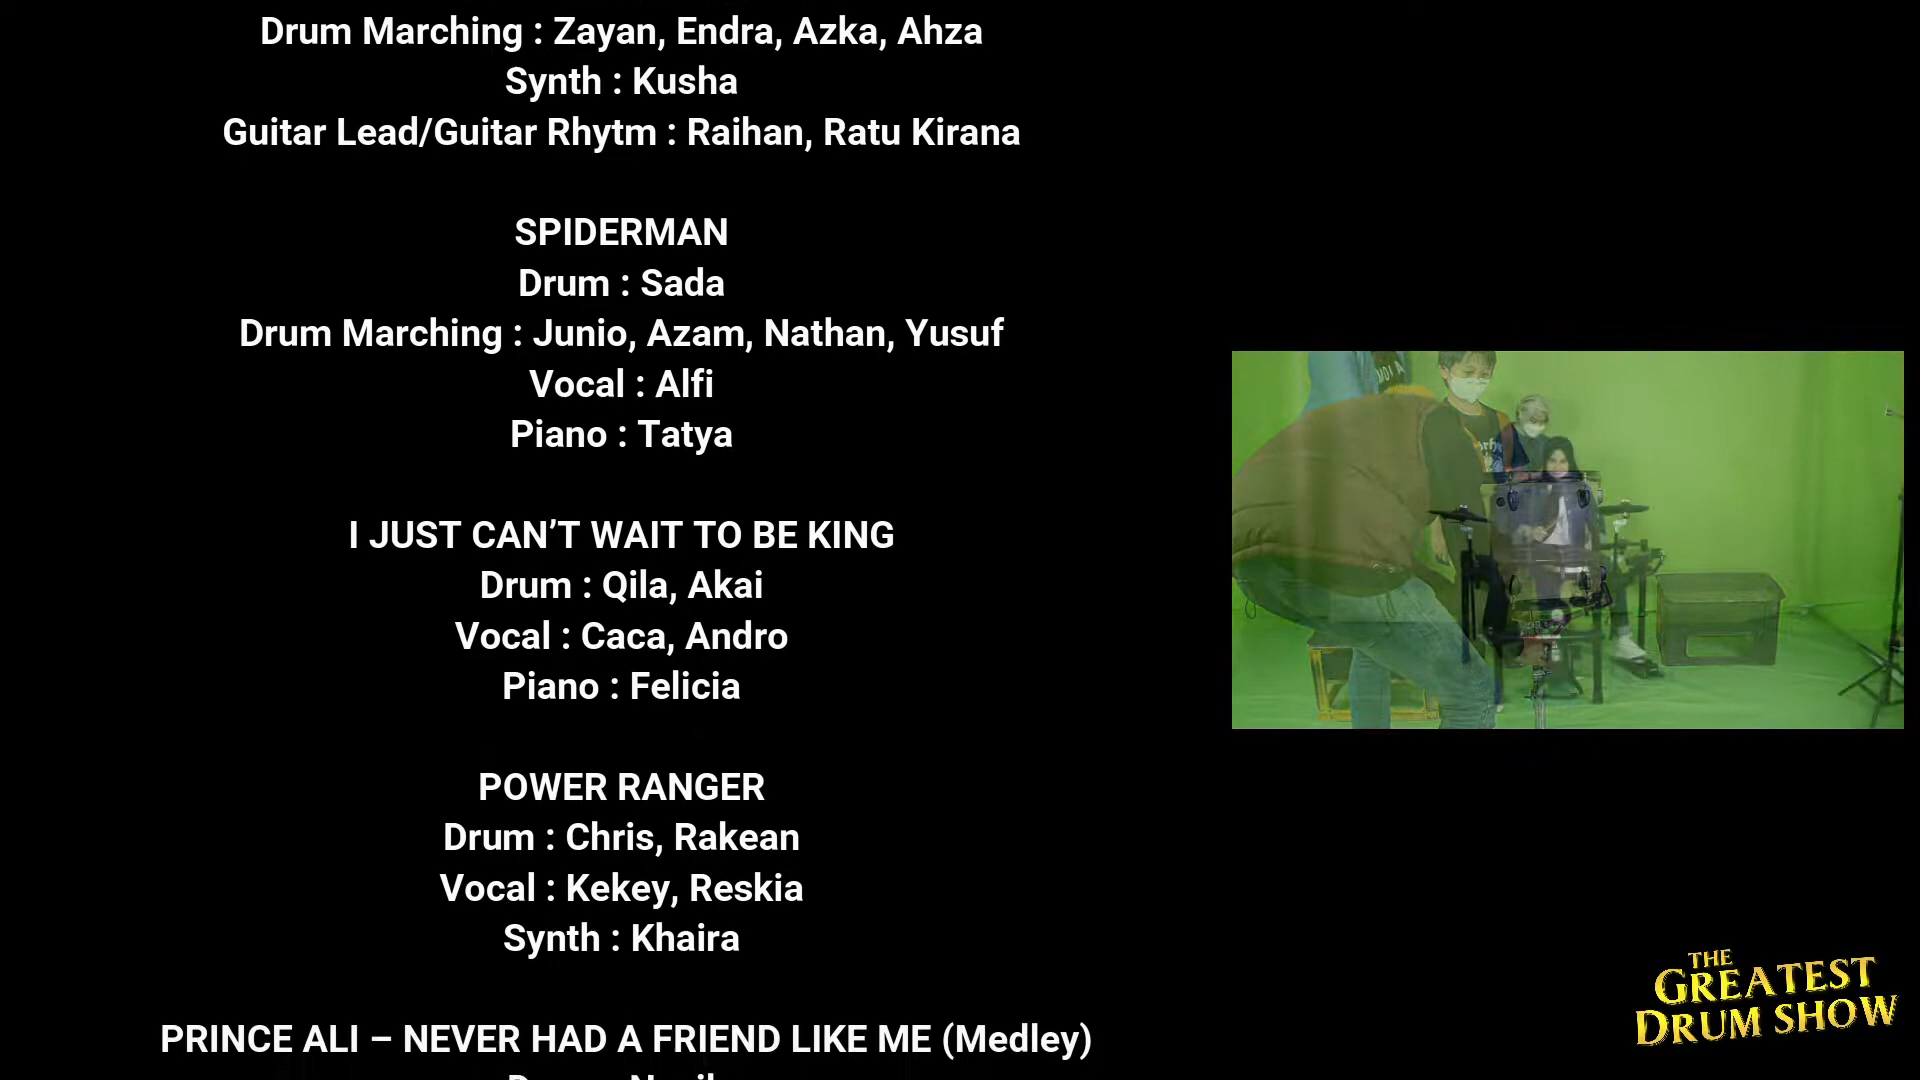 Drum Marching : Zayan, Endra, Azka, Ahza
Synth : Kusha
Guitar Lead/Guitar Rhytm : Raihan, Ratu Kirana
SPIDERMAN
Drum : Sada
Drum Marching : Junio, Azam, Nathan, Yusuf
Vocal : Alfi
Piano : Tatya
I JUST CAN’T WAIT TO BE KING
Drum : Qila, Akai
Vocal : Caca, Andro
Piano : Felicia
POWER RANGER
Drum : Chris, Rakean
Vocal : Kekey, Reskia
Synth : Khaira
PRINCE ALI – NEVER HAD A FRIEND LIKE ME (Medley)
THE
GREATEST
DRUM SHOW